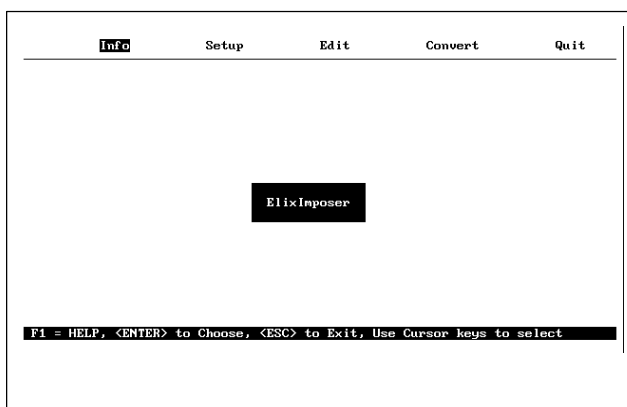 Info Setup Edit Convert Quit
ElixImposer
F1 = HELP, <ENTER> to Choose, <ESC> to Exit, Use Cursor keys to select